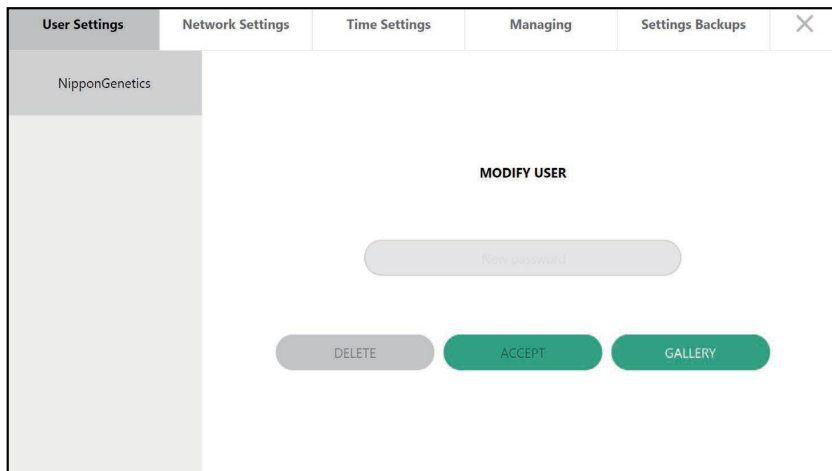 User Settings Network Settings Time Settings Managing Settings Backups
NipponGenetics
MODIFY USER
New password
DELETE ACCEPT GALLERY